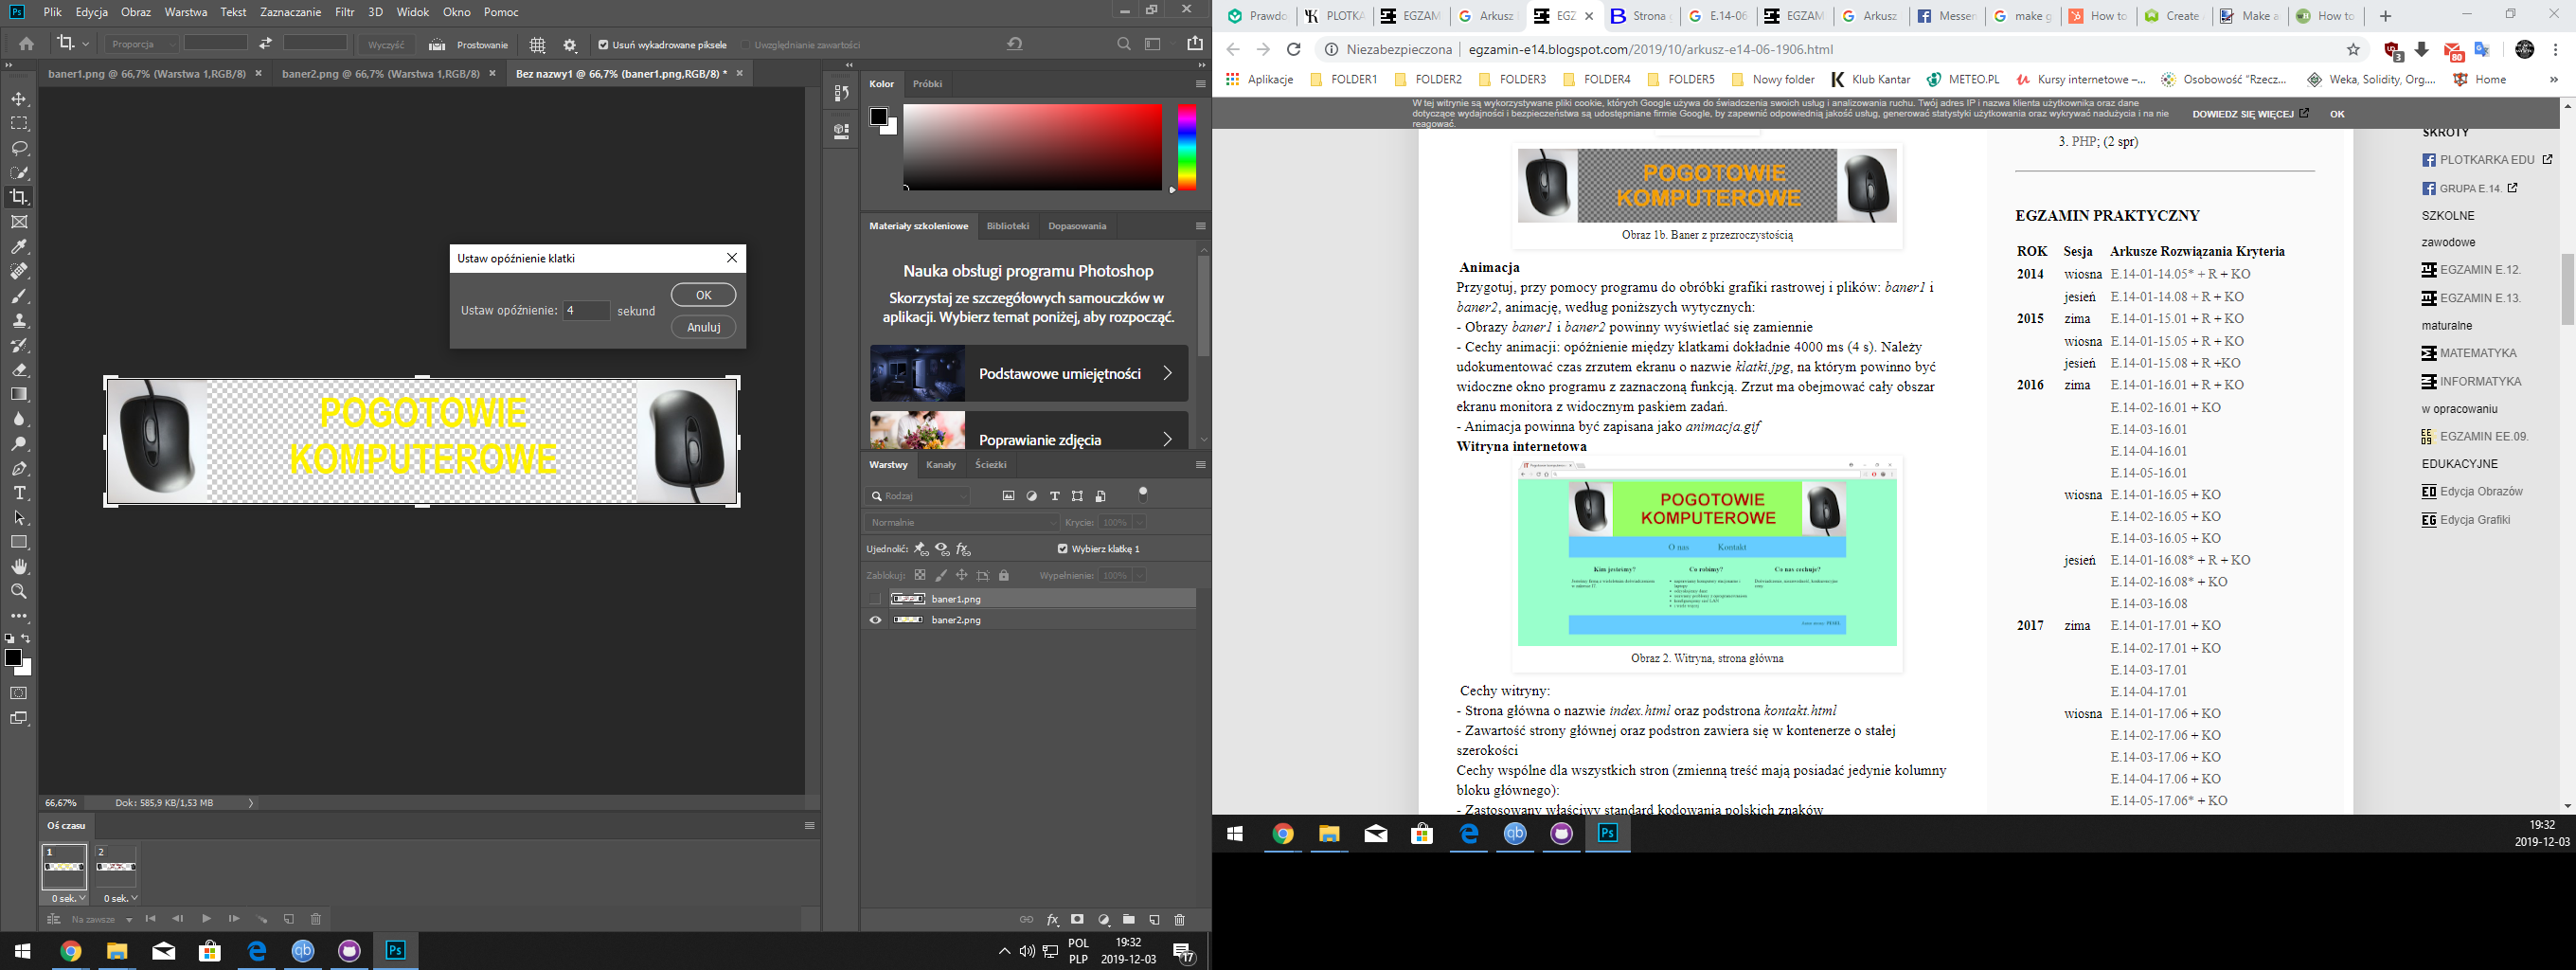 Plik Edycja Obraz Warstwa Tekst Zaznaczanie Filtr 3D Widok Okno Pomoc
Proporcja Wyczyść Prostowanie Usuń wykadrowane piksele Uwzględnianie zawartości
baner1.png @ 66,7% (Warstwa 1,RGB/8) baner2.png @ 66,7% (Warstwa 1,RGB/8) Bez nazwy1 @ 66,7% (baner1.png,RGB/8) *
Ustaw opóźnienie klatki
Ustaw opóźnienie: 4 sekund
OK
Anuluj
POGOTOWIE
KOMPUTEROWE
66,67% Dok: 585,9 KB/1,53 MB
Oś czasu
1 2
0 sek. 0 sek.
Na zawsze
Kolor Próbki
Materiały szkoleniowe Biblioteki Dopasowania
Nauka obsługi programu Photoshop
Skorzystaj ze szczegółowych samouczków w
aplikacji. Wybierz temat poniżej, aby rozpocząć.
Podstawowe umiejętności
Poprawianie zdjęcia
Warstwy Kanały Ścieżki
Rodzaj
Normalnie Krycie: 100%
Ujednolić: Wybierz klatkę 1
Zablokuj: Wypełnienie: 100%
baner1.png
baner2.png
POL
PLP
19:32
2019-12-03
17
Prawdo PLOTKA EGZAM Arkusz EGZ Strona E.14-06 EGZAM Arkusz Messen make g How to Create Make a How to
Niezabezpieczona | egzamin-e14.blogspot.com/2019/10/arkusz-e14-06-1906.html
3 80
Aplikacje FOLDER1 FOLDER2 FOLDER3 FOLDER4 FOLDER5 Nowy folder Klub Kantar METEO.PL Kursy internetowe –... Osobowość "Rzecz... Weka, Solidity, Org.... Home »
W tej witrynie są wykorzystywane pliki cookie, których Google używa do świadczenia swoich usług i analizowania ruchu. Twój adres IP i nazwa klienta użytkownika oraz dane
dotyczące wydajności i bezpieczeństwa są udostępniane firmie Google, by zapewnić odpowiednią jakość usług, generować statystyki użytkowania oraz wykrywać nadużycia i na nie
reagować.
DOWIEDZ SIĘ WIĘCEJ OK
POGOTOWIE
KOMPUTEROWE
Obraz 1b. Baner z przezroczystością
Animacja
Przygotuj, przy pomocy programu do obróbki grafiki rastrowej i plików: baner1 i
baner2, animację, według poniższych wytycznych:
- Obrazy baner1 i baner2 powinny wyświetlać się zamiennie
- Cechy animacji: opóźnienie między klatkami dokładnie 4000 ms (4 s). Należy
udokumentować czas zrzutem ekranu o nazwie klatki.jpg, na którym powinno być
widoczne okno programu z zaznaczoną funkcją. Zrzut ma obejmować cały obszar
ekranu monitora z widocznym paskiem zadań.
- Animacja powinna być zapisana jako animacja.gif
Witryna internetowa
POGOTOWIE
KOMPUTEROWE
O nas Kontakt
Kim jesteśmy? Co robimy? Co nas cechuje?
Obraz 2. Witryna, strona główna
Cechy witryny:
- Strona główna o nazwie index.html oraz podstrona kontakt.html
- Zawartość strony głównej oraz podstron zawiera się w kontenerze o stałej
szerokości
Cechy wspólne dla wszystkich stron (zmienną treść mają posiadać jedynie kolumny
bloku głównego):
- Zastosowany właściwy standard kodowania polskich znaków
3. PHP; (2 spr)
EGZAMIN PRAKTYCZNY
ROK Sesja Arkusze Rozwiązania Kryteria
2014 wiosna E.14-01-14.05* + R + KO
jesień E.14-01-14.08 + R + KO
2015 zima E.14-01-15.01 + R + KO
wiosna E.14-01-15.05 + R + KO
jesień E.14-01-15.08 + R +KO
2016 zima E.14-01-16.01 + R + KO
E.14-02-16.01 + KO
E.14-03-16.01
E.14-04-16.01
E.14-05-16.01
wiosna E.14-01-16.05 + KO
E.14-02-16.05 + KO
E.14-03-16.05 + KO
jesień E.14-01-16.08* + R + KO
E.14-02-16.08* + KO
E.14-03-16.08
2017 zima E.14-01-17.01 + KO
E.14-02-17.01 + KO
E.14-03-17.01
E.14-04-17.01
wiosna E.14-01-17.06 + KO
E.14-02-17.06 + KO
E.14-03-17.06 + KO
E.14-04-17.06 + KO
E.14-05-17.06* + KO
SKRÓTY
PLOTKARKA EDU
GRUPA E.14.
SZKOLNE
zawodowe
EGZAMIN E.12.
EGZAMIN E.13.
maturalne
MATEMATYKA
INFORMATYKA
w opracowaniu
EGZAMIN EE.09.
EDUKACYJNE
Edycja Obrazów
Edycja Grafiki
19:32
2019-12-03